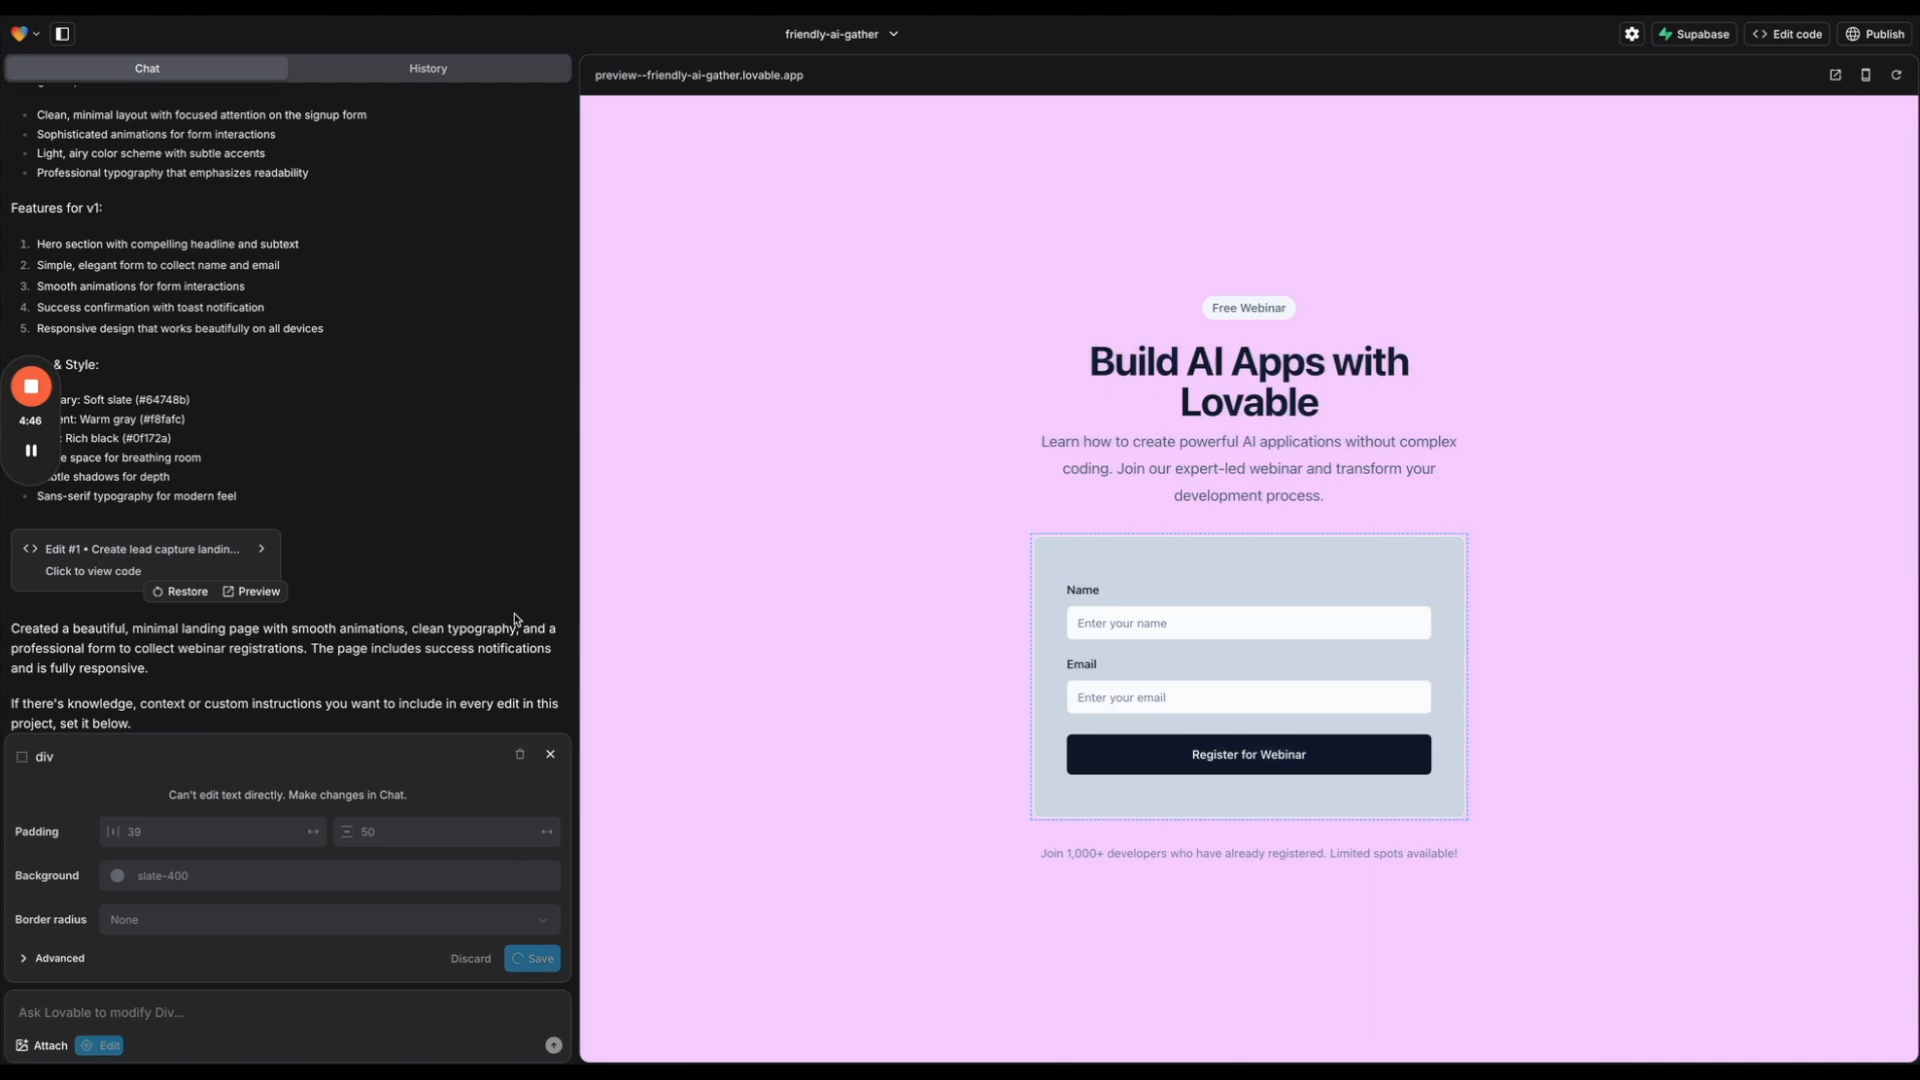 friendly-ai-gather
Supabase
Edit code
Publish
Chat
History
preview--friendly-ai-gather.lovable.app
Clean, minimal layout with focused attention on the signup form
Sophisticated animations for form interactions
Light, airy color scheme with subtle accents
Professional typography that emphasizes readability
Features for v1:
1. Hero section with compelling headline and subtext
2. Simple, elegant form to collect name and email
3. Smooth animations for form interactions
4. Success confirmation with toast notification
5. Responsive design that works beautifully on all devices
& Style:
ary: Soft slate (#64748b)
ent: Warm gray (#f8fafc)
: Rich black (#0f172a)
e space for breathing room
btle shadows for depth
Sans-serif typography for modern feel
4:46
Edit #1 • Create lead capture landin...
Click to view code
Restore
Preview
Created a beautiful, minimal landing page with smooth animations, clean typography, and a
professional form to collect webinar registrations. The page includes success notifications
and is fully responsive.
If there's knowledge, context or custom instructions you want to include in every edit in this
project, set it below.
div
Can't edit text directly. Make changes in Chat.
Padding
39
50
Background
slate-400
Border radius
None
Advanced
Discard
Save
Ask Lovable to modify Div...
Attach
Edit
Free Webinar
Build AI Apps with
Lovable
Learn how to create powerful AI applications without complex
coding. Join our expert-led webinar and transform your
development process.
Name
Enter your name
Email
Enter your email
Register for Webinar
Join 1,000+ developers who have already registered. Limited spots available!